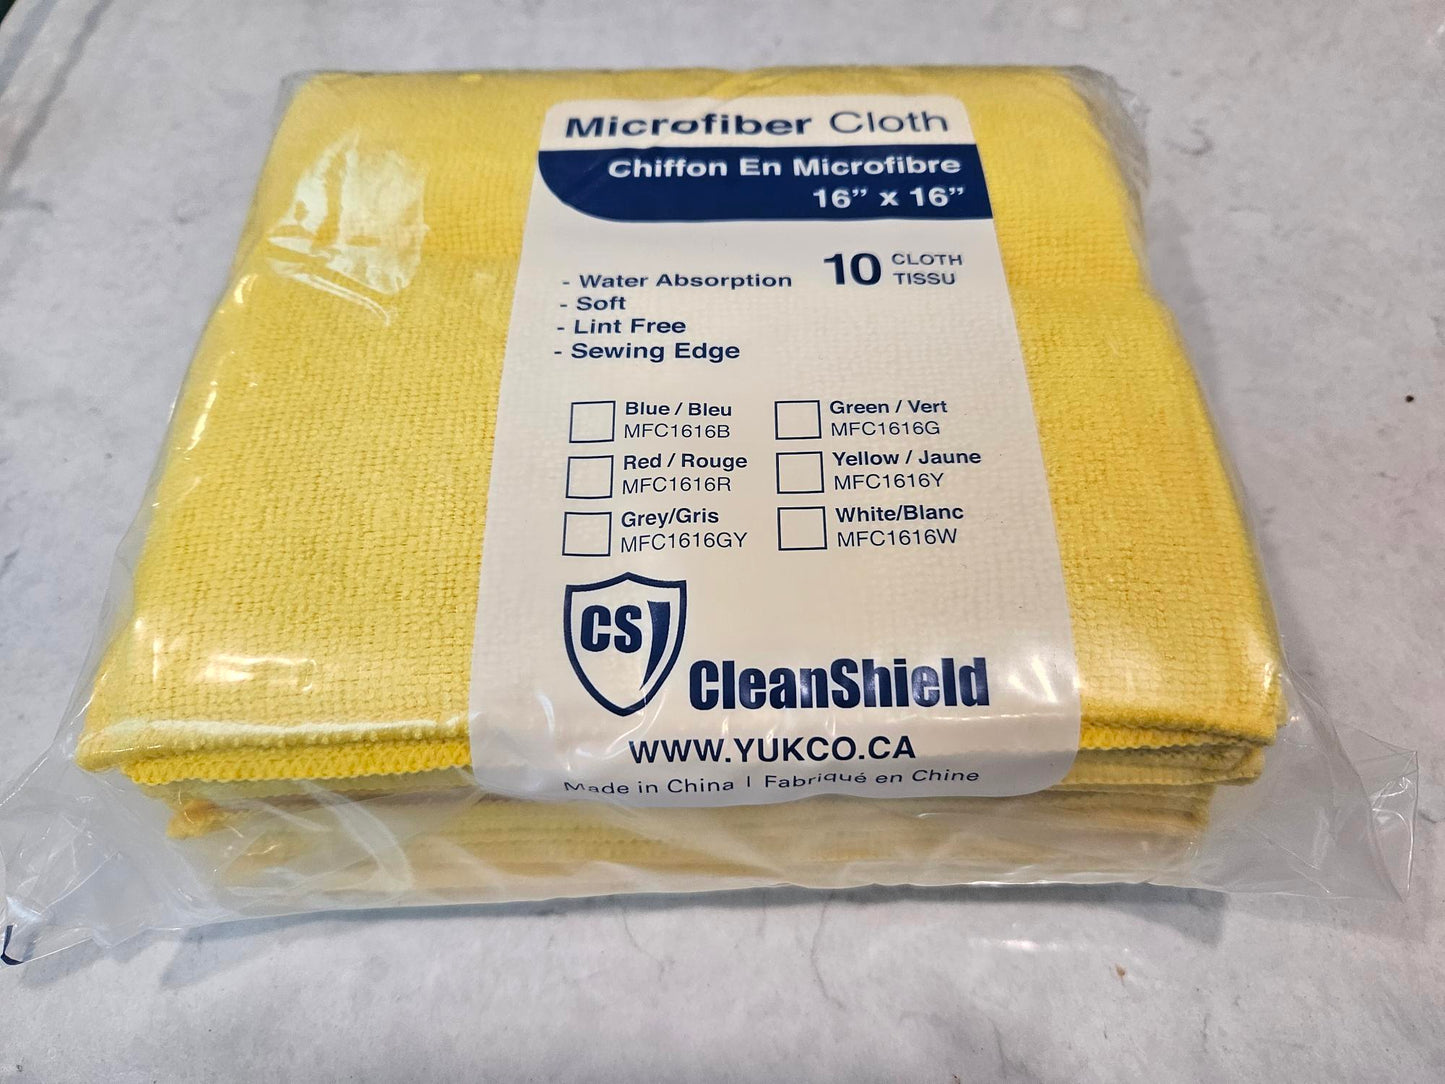 Microfiber Cloth
Chiffon En Microfibre
16” x 16”
10 CLOTH
TISSU
- Water Absorption
- Soft
- Lint Free
- Sewing Edge
Blue / Bleu
MFC1616B
Green / Vert
MFC1616G
Red / Rouge
MFC1616R
Yellow / Jaune
MFC1616Y
Grey/Gris
MFC1616GY
White/Blanc
MFC1616W
CS
CleanShield
WWW.YUKCO.CA
Made in China | Fabriqué en Chine